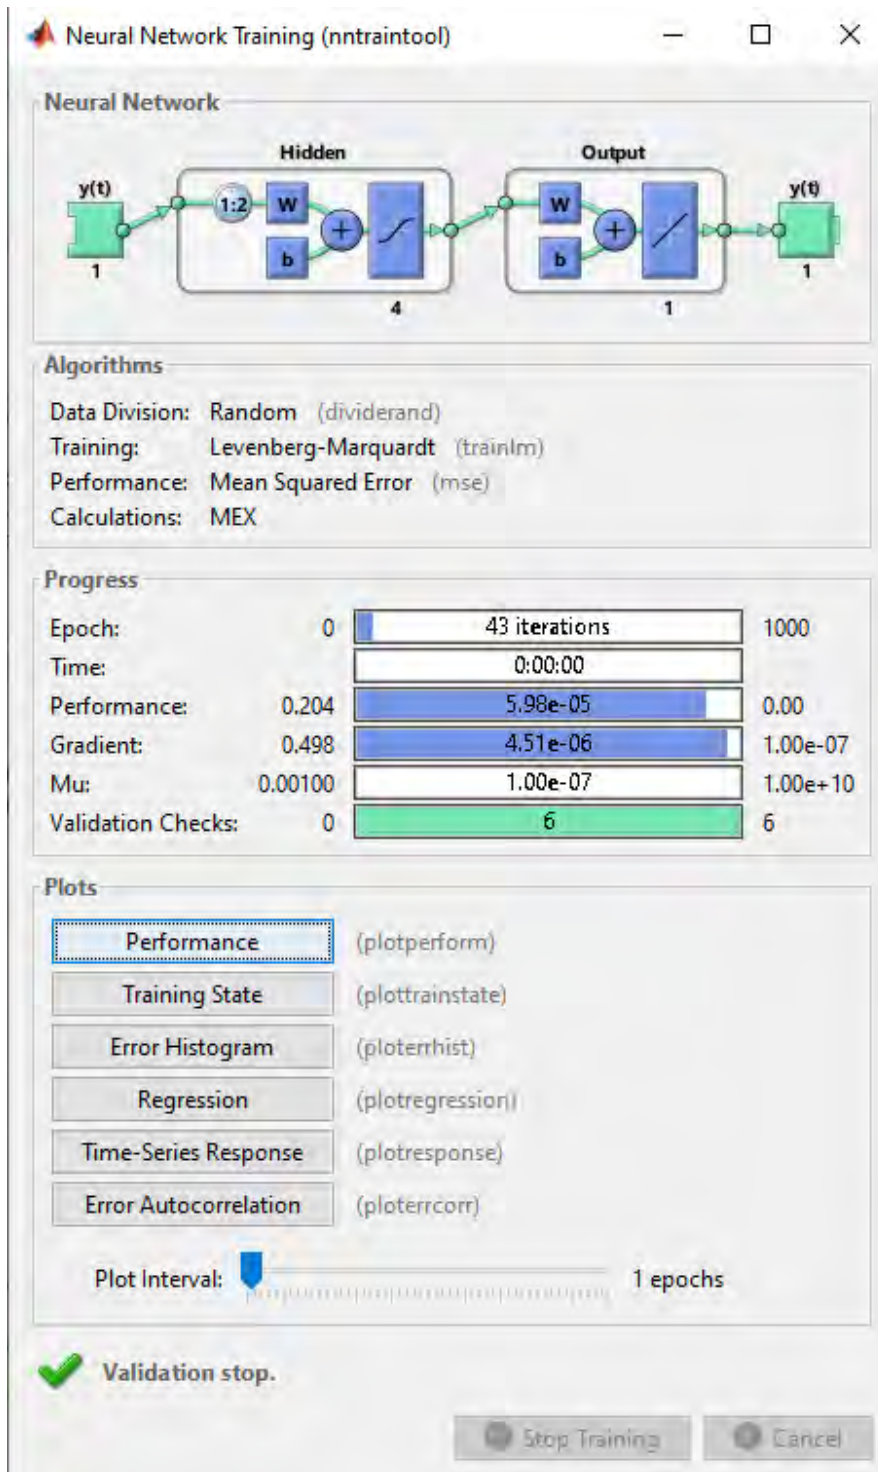 Neural Network Training (nntraintool)
Neural Network
Hidden
Output
y(t)
1:2
W
b
+
W
b
+
y(t)
1
4
1
1
Algorithms
Data Division: Random (dividerand)
Training: Levenberg-Marquardt (trainlm)
Performance: Mean Squared Error (mse)
Calculations: MEX
Progress
Epoch: 0 43 iterations 1000
Time: 0:00:00
Performance: 0.204 5.98e-05 0.00
Gradient: 0.498 4.51e-06 1.00e-07
Mu: 0.00100 1.00e-07 1.00e+10
Validation Checks: 0 6 6
Plots
Performance (plotperform)
Training State (plottrainstate)
Error Histogram (ploterrhist)
Regression (plotregression)
Time-Series Response (plotresponse)
Error Autocorrelation (ploterrcorr)
Plot Interval: 1 epochs
Validation stop.
Stop Training Cancel